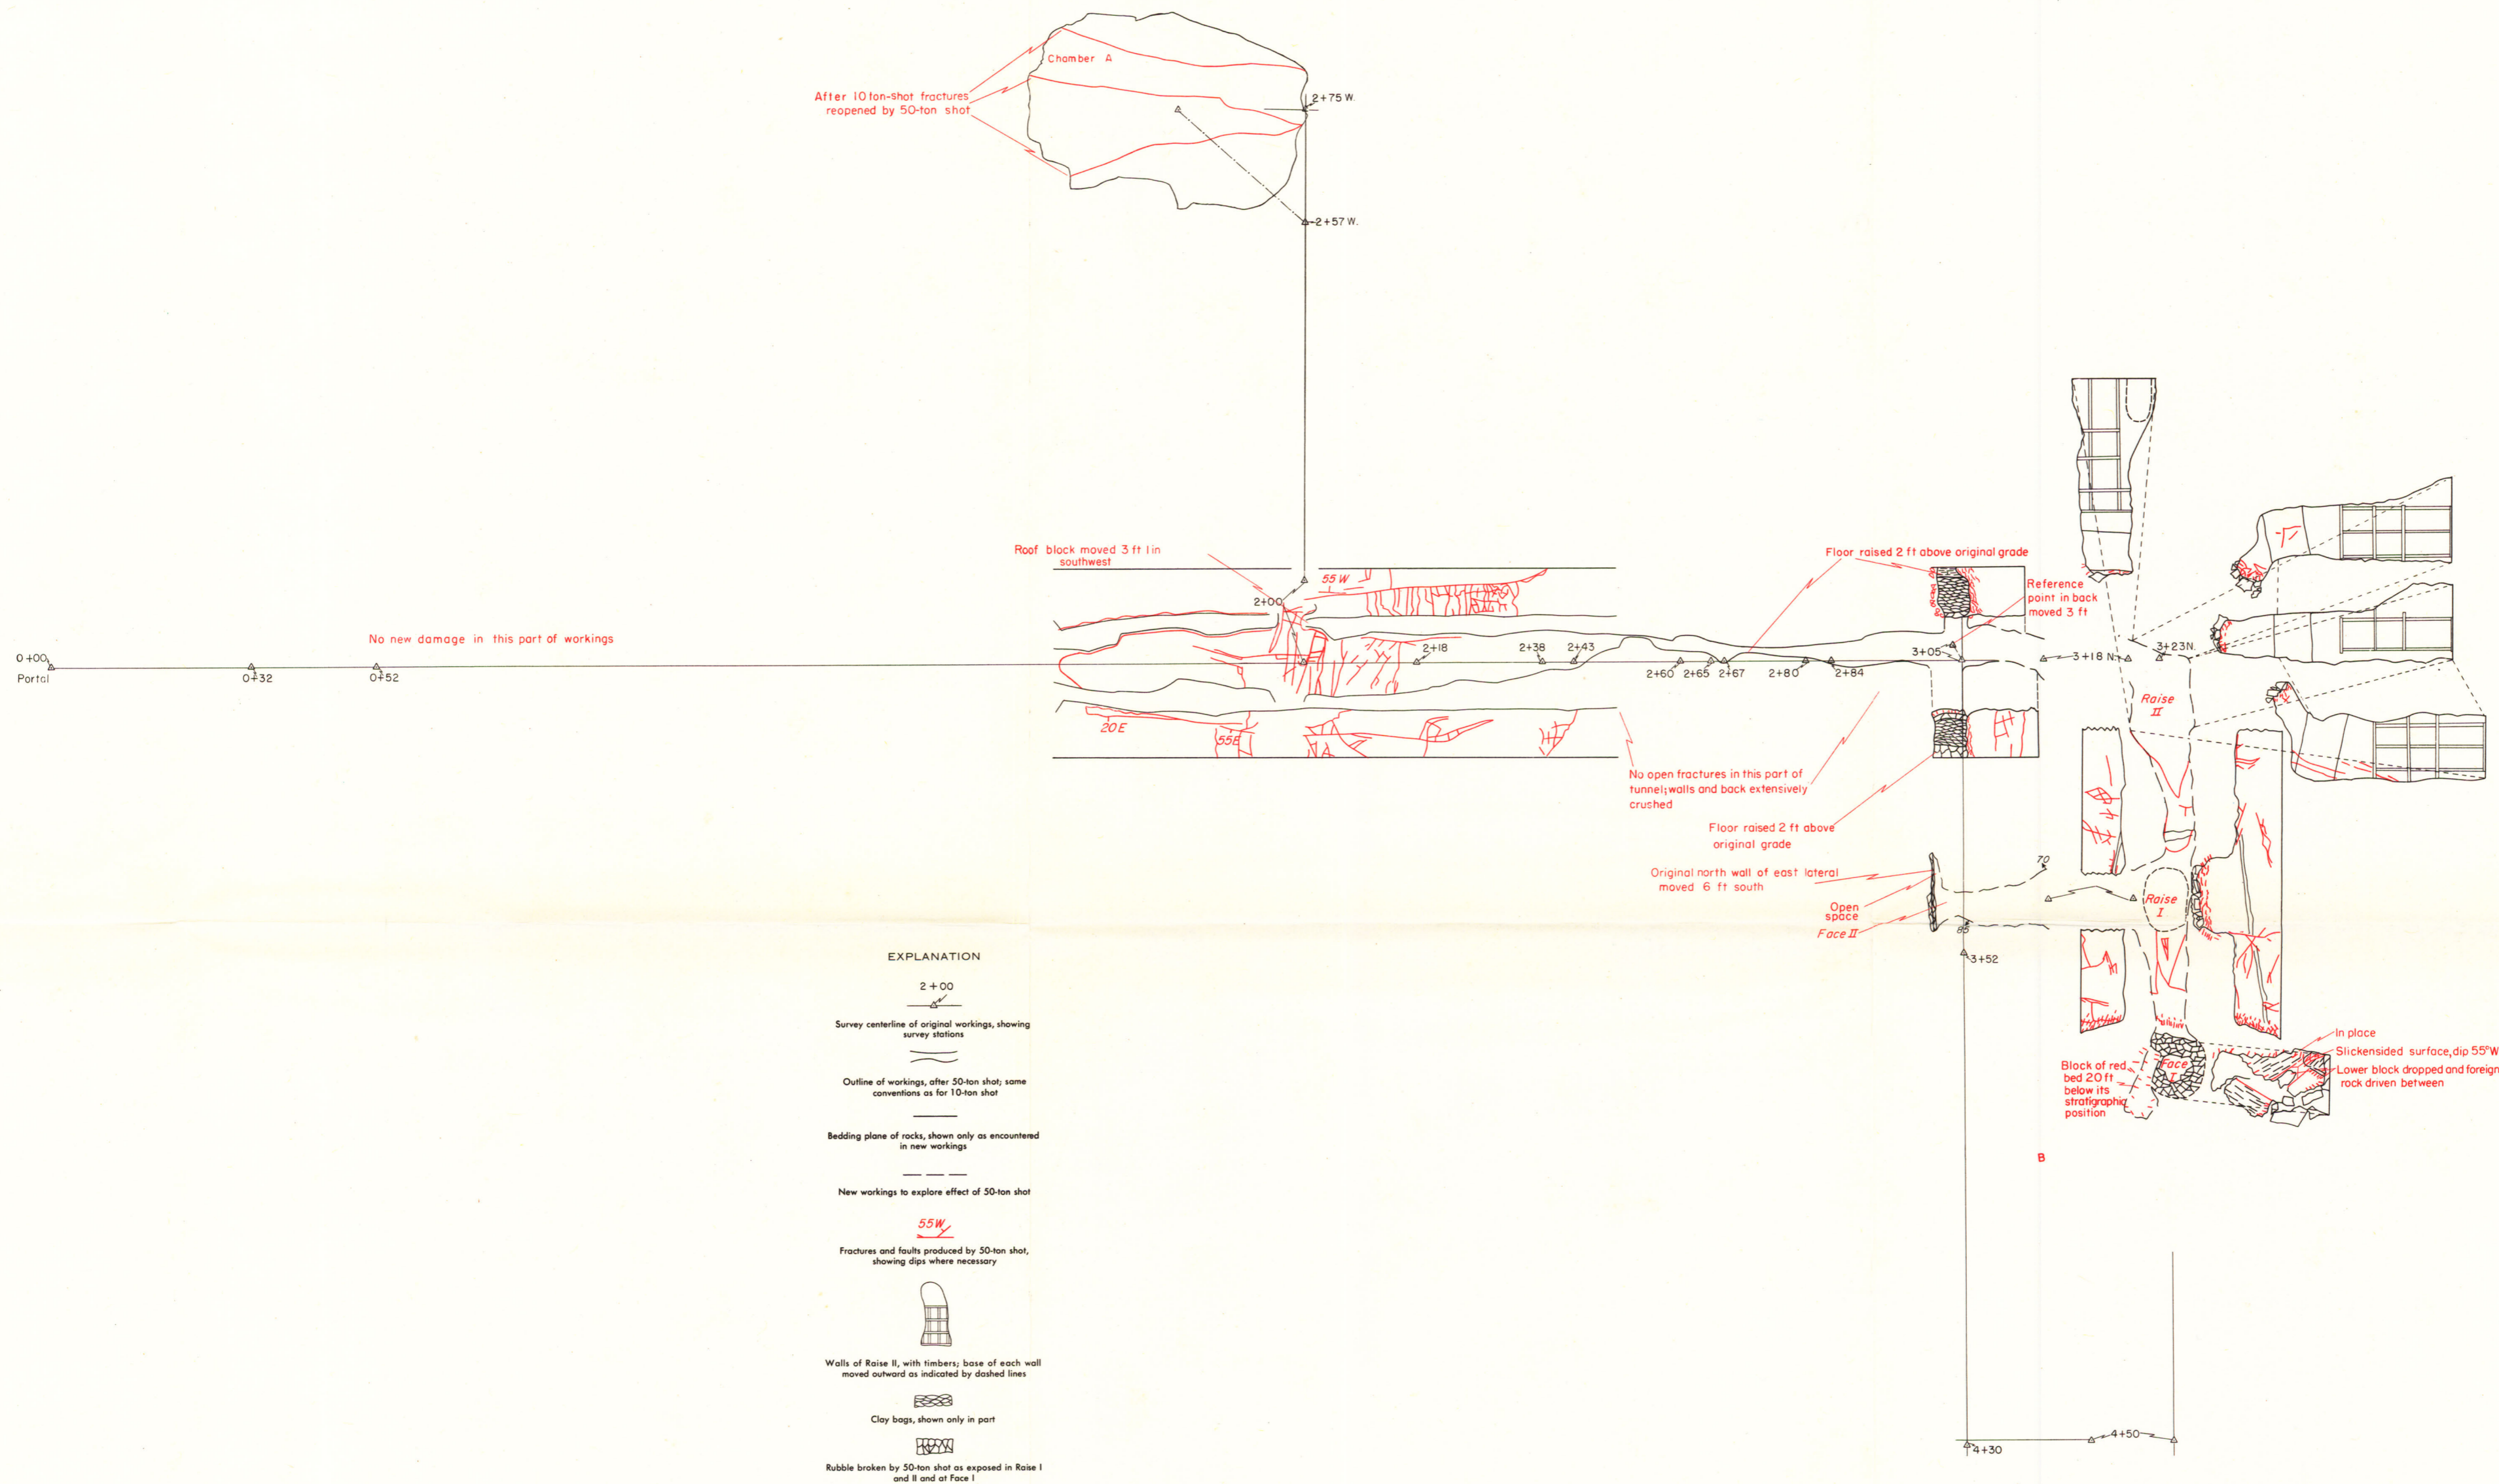 Chamber A
After 10 ton-shot fractures
reopened by 50-ton shot
2+75 W.
2+57 W.
Roof block moved 3 ft 1 in
southwest
2+00
55 W
No new damage in this part of workings
0+00
Portal
0+32
0+52
2+18
2+38
2+43
2+60
2+65
2+67
2+80
2+84
3+05
3+18 N.
3+23N.
Floor raised 2 ft above original grade
Reference
point in back
moved 3 ft
20 E
55E
Raise
II
No open fractures in this part of
tunnel; walls and back extensively
crushed
Floor raised 2 ft above
original grade
Original north wall of east lateral
moved 6 ft south
Open
space
Face II
70
85
Raise
I
3+52
In place
Slickensided surface, dip 55°W
Lower block dropped and foreign
rock driven between
Block of red
bed 20 ft
below its
stratigraphic
position
Face
I
B
4+30
4+50
EXPLANATION
2+00
Survey centerline of original workings, showing
survey stations
Outline of workings, after 50-ton shot; same
conventions as for 10-ton shot
Bedding plane of rocks, shown only as encountered
in new workings
New workings to explore effect of 50-ton shot
55W
Fractures and faults produced by 50-ton shot,
showing dips where necessary
Walls of Raise II, with timbers; base of each wall
moved outward as indicated by dashed lines
Clay bags, shown only in part
Rubble broken by 50-ton shot as exposed in Raise I
and II and at Face I